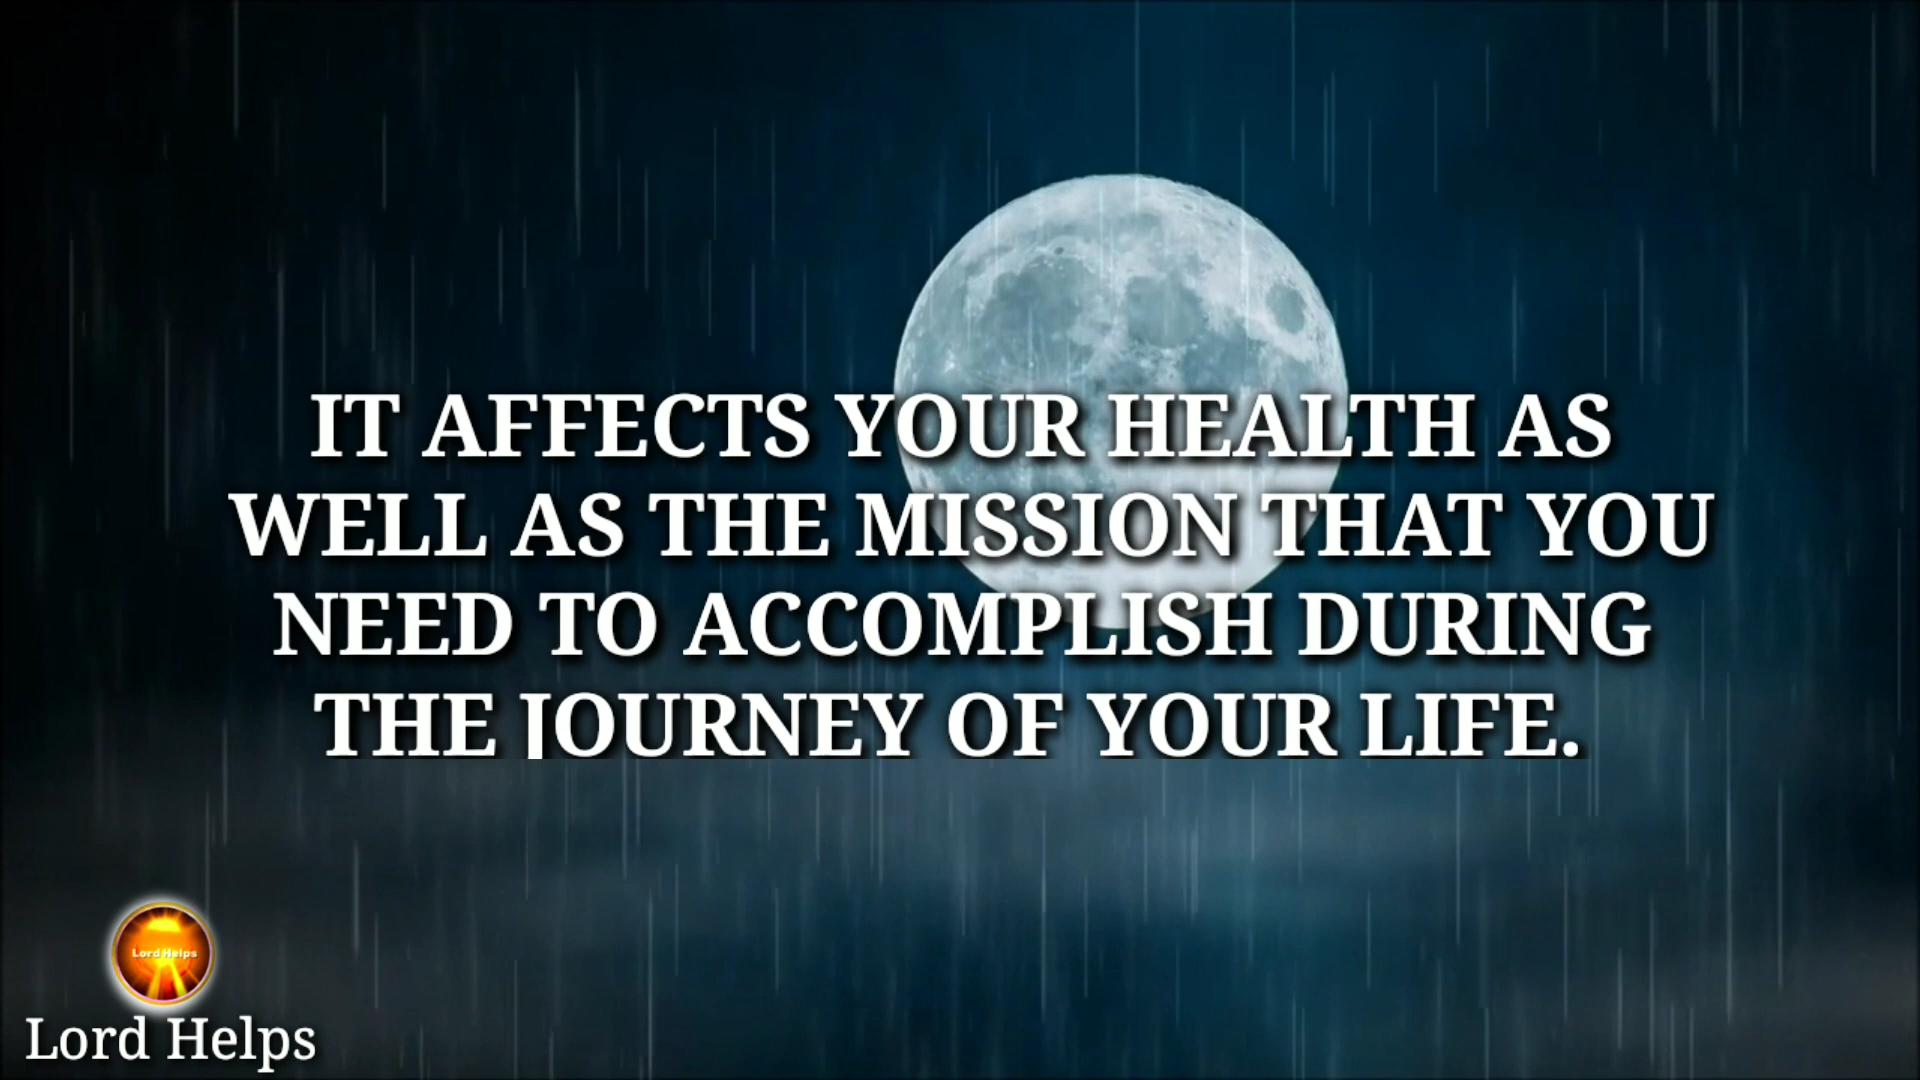 IT AFFECTS YOUR HEALTH AS
WELL AS THE MISSION THAT YOU
NEED TO ACCOMPLISH DURING
THE JOURNEY OF YOUR LIFE.
Lord Helps
Lord Helps